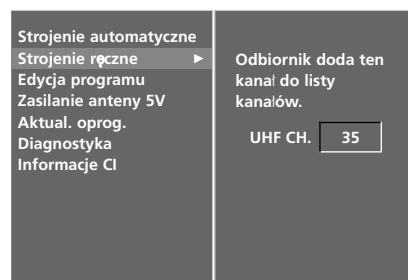 Strojenie automatyczne
Strojenie ręczne ►
Edycja programu
Zasilanie anteny 5V
Aktual. oprog.
Diagnostyka
Informacje CI
Odbiornik doda ten
kanał do listy
kanałów.
UHF CH. 35